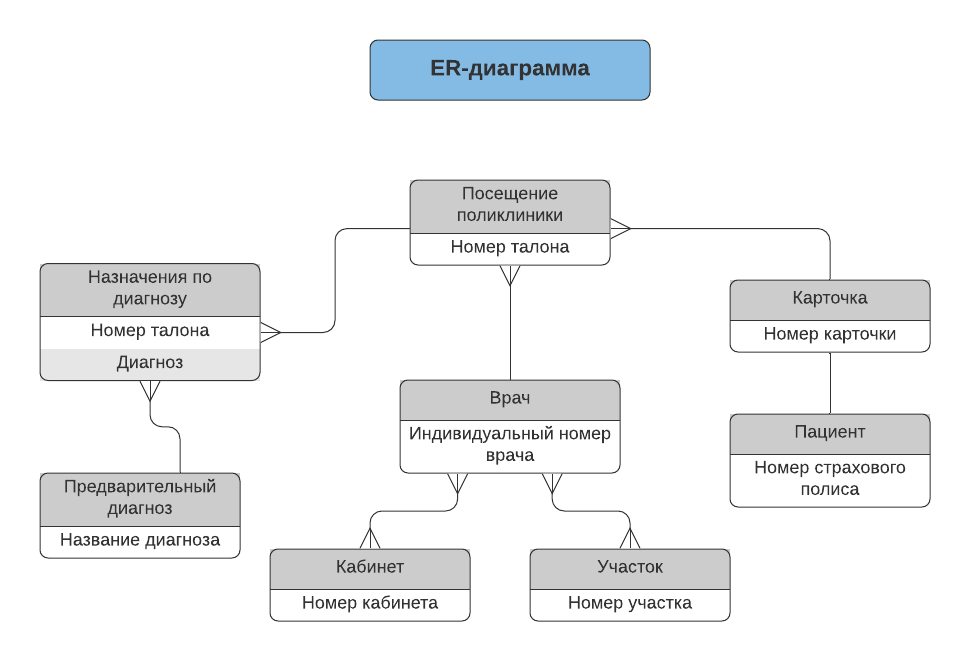 ER-диаграмма
Посещение
поликлиники
Номер талона
Назначения по
диагнозу
Номер талона
Диагноз
Карточка
Номер карточки
Врач
Индивидуальный номер
врача
Пациент
Номер страхового
полиса
Предварительный
диагноз
Название диагноза
Кабинет
Номер кабинета
Участок
Номер участка